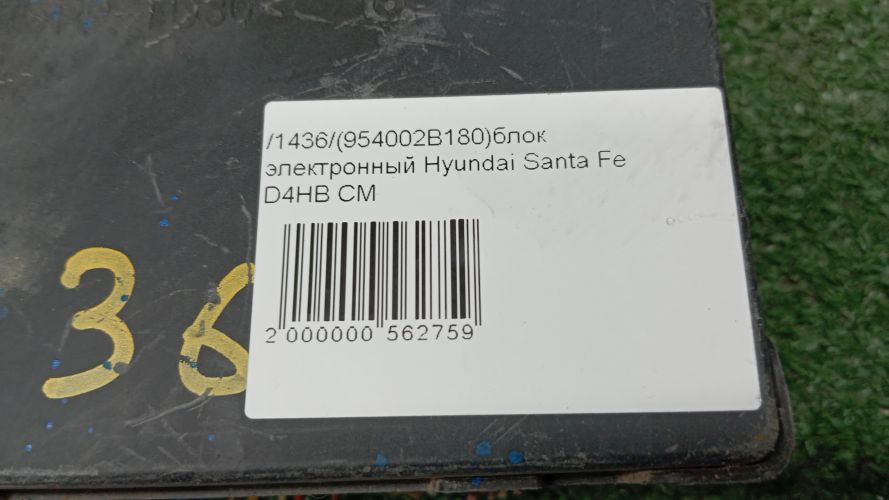 /1436/(954002B180)блок
электронный Hyundai Santa Fe
D4HB CM
2 000000 562759
36